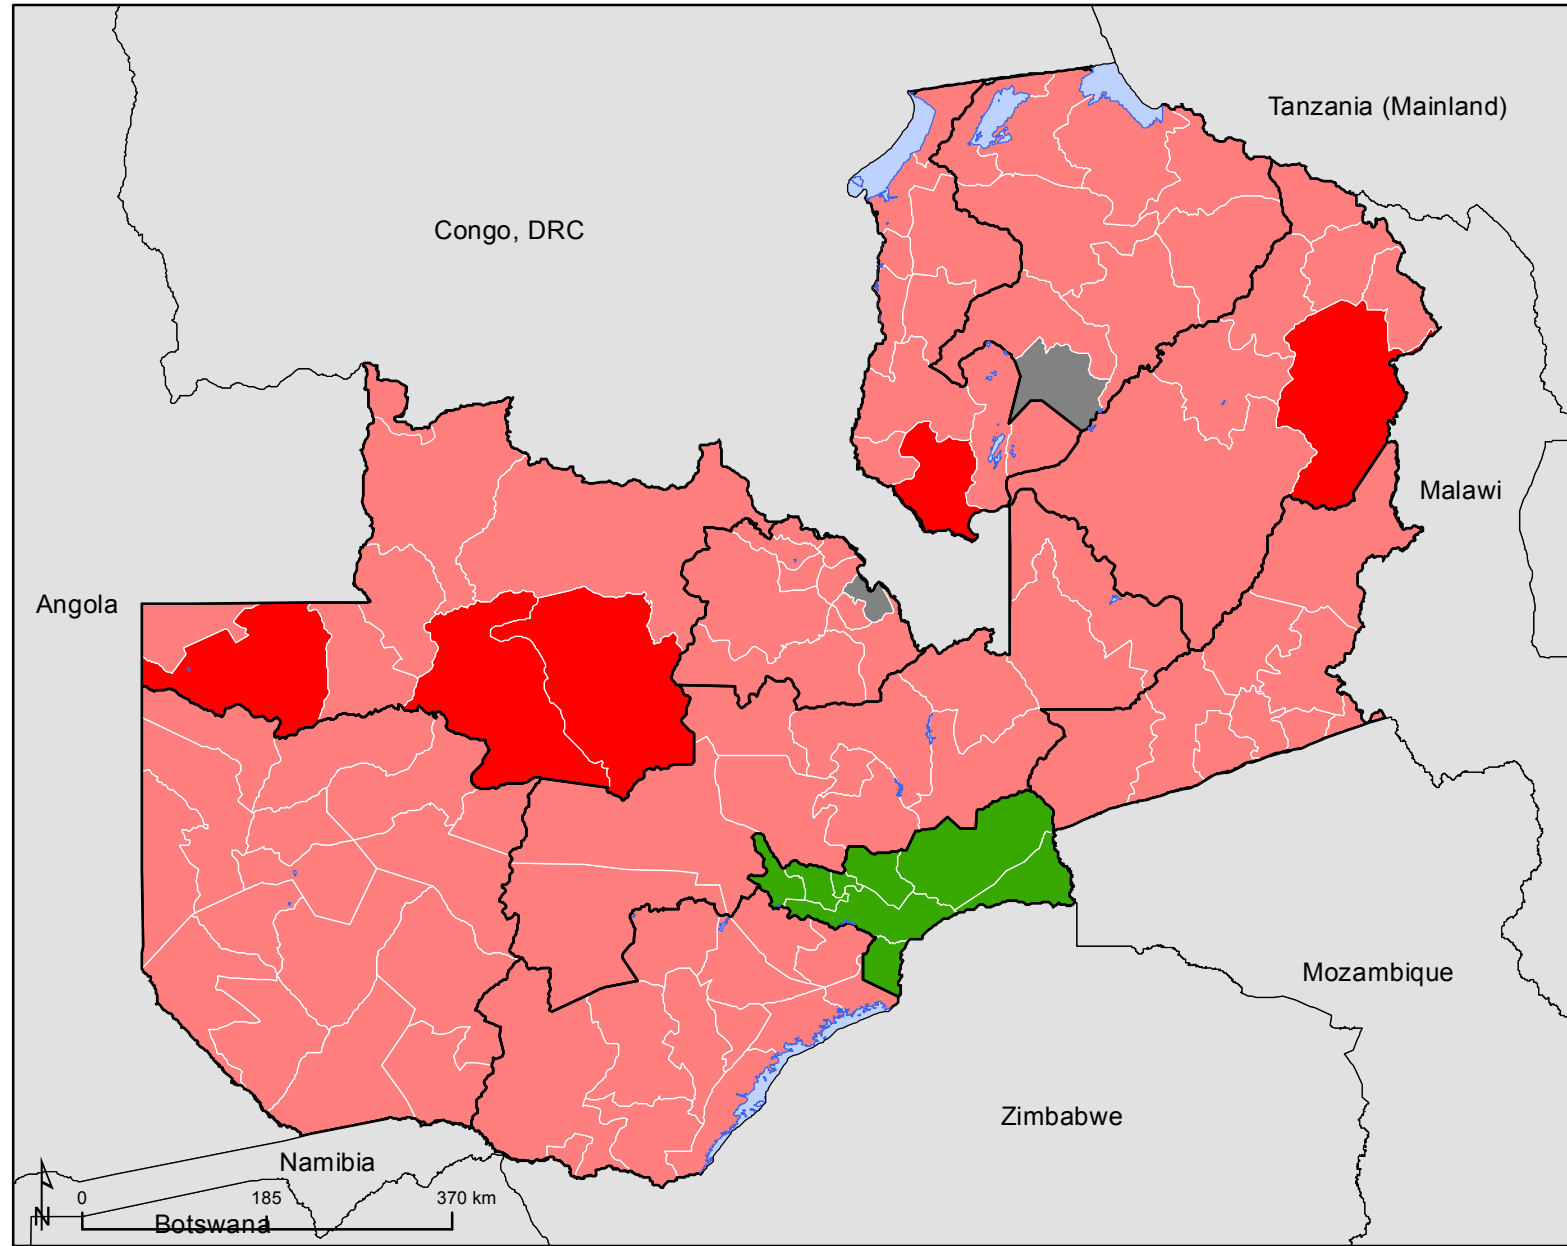 Tanzania (Mainland)
Congo, DRC
Malawi
Angola
Mozambique
Zimbabwe
Namibia
0 185 370 km
N
Botswana